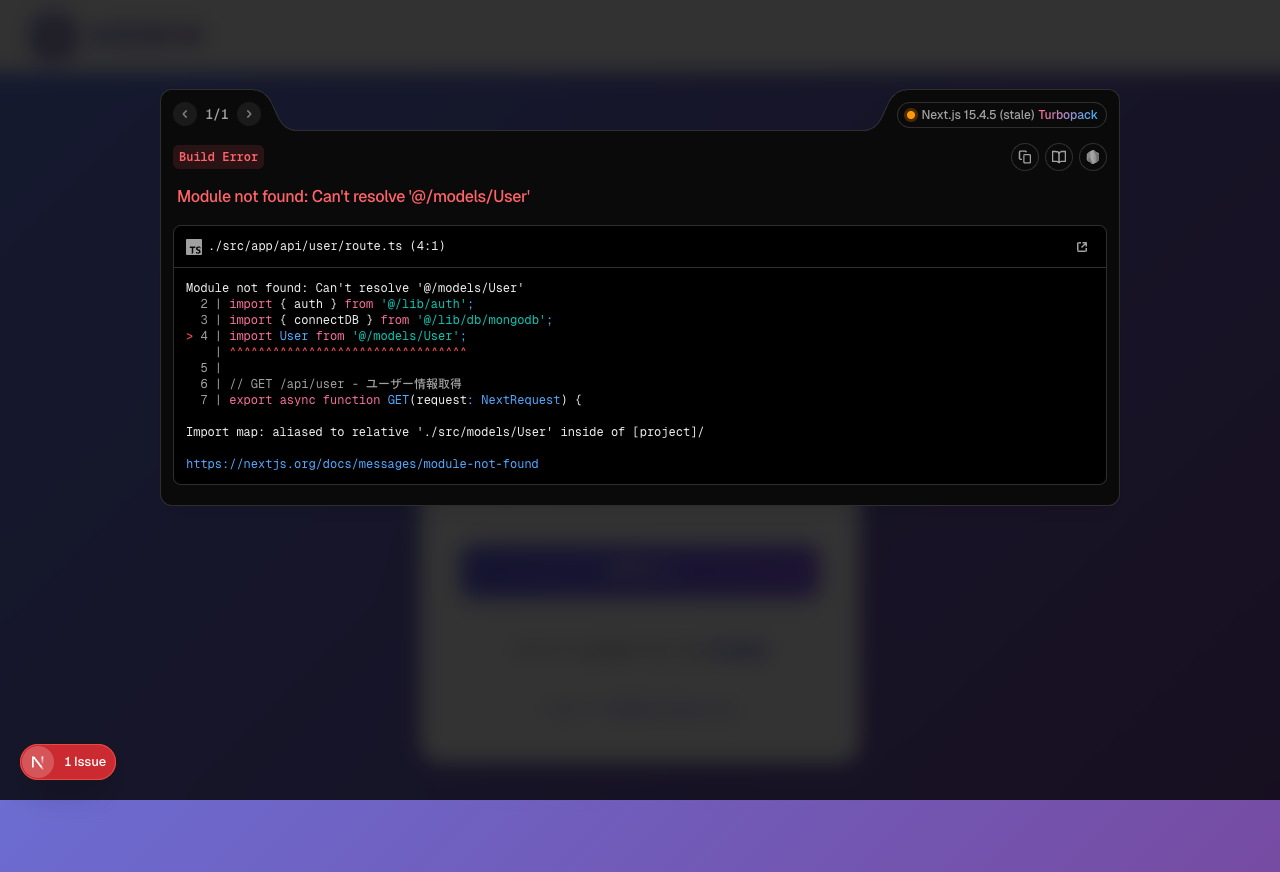 1/1
Next.js 15.4.5 (stale) Turbopack
Build Error
Module not found: Can't resolve '@/models/User'
TS ./src/app/api/user/route.ts (4:1)
Module not found: Can't resolve '@/models/User'
  2 | import { auth } from '@/lib/auth';
  3 | import { connectDB } from '@/lib/db/mongodb';
> 4 | import User from '@/models/User';
    | ^^^^^^^^^^^^^^^^^^^^^^^^^^^^^^^^^
  5 |
  6 | // GET /api/user - ユーザー情報取得
  7 | export async function GET(request: NextRequest) {
Import map: aliased to relative './src/models/User' inside of [project]/
https://nextjs.org/docs/messages/module-not-found
N 1 Issue